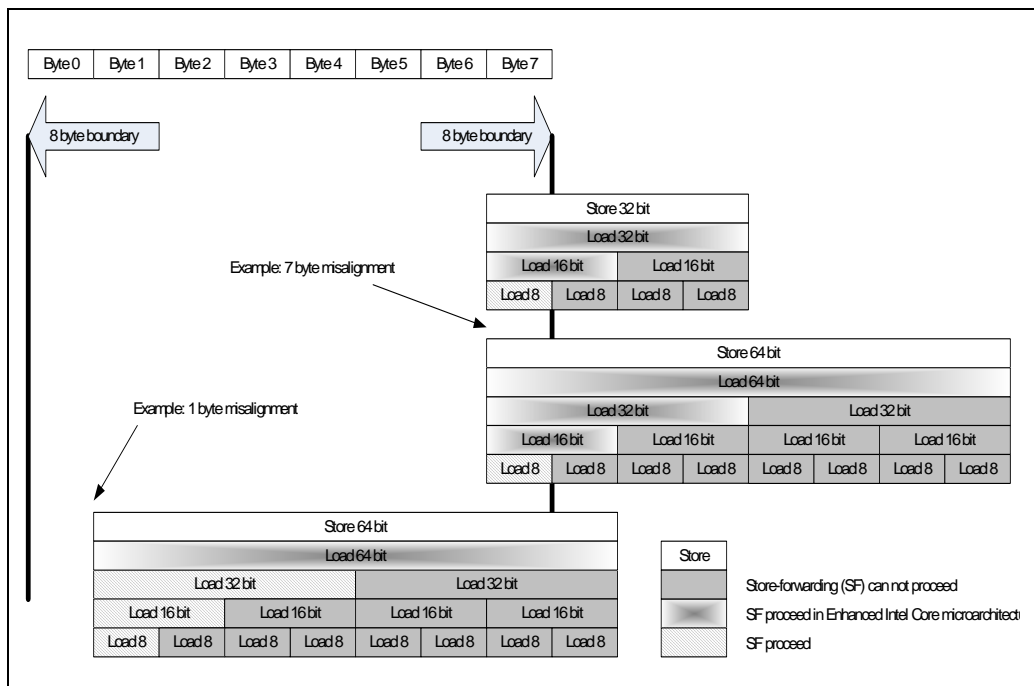 Byte 0 Byte 1 Byte 2 Byte 3 Byte 4 Byte 5 Byte 6 Byte 7
8 byte boundary 8 byte boundary
Store 32 bit
Load 32 bit
Example: 7 byte misalignment
Load 16 bit Load 16 bit
Load 8 Load 8 Load 8 Load 8
Store 64 bit
Load 64 bit
Example: 1 byte misalignment
Load 32 bit Load 32 bit
Load 16 bit Load 16 bit Load 16 bit Load 16 bit
Load 8 Load 8 Load 8 Load 8 Load 8 Load 8 Load 8 Load 8
Store 64 bit
Load 64 bit
Load 32 bit Load 32 bit
Load 16 bit Load 16 bit Load 16 bit Load 16 bit
Load 8 Load 8 Load 8 Load 8 Load 8 Load 8 Load 8 Load 8
Store
Store-forwarding (SF) can not proceed
SF proceed in Enhanced Intel Core microarchitectu
SF proceed